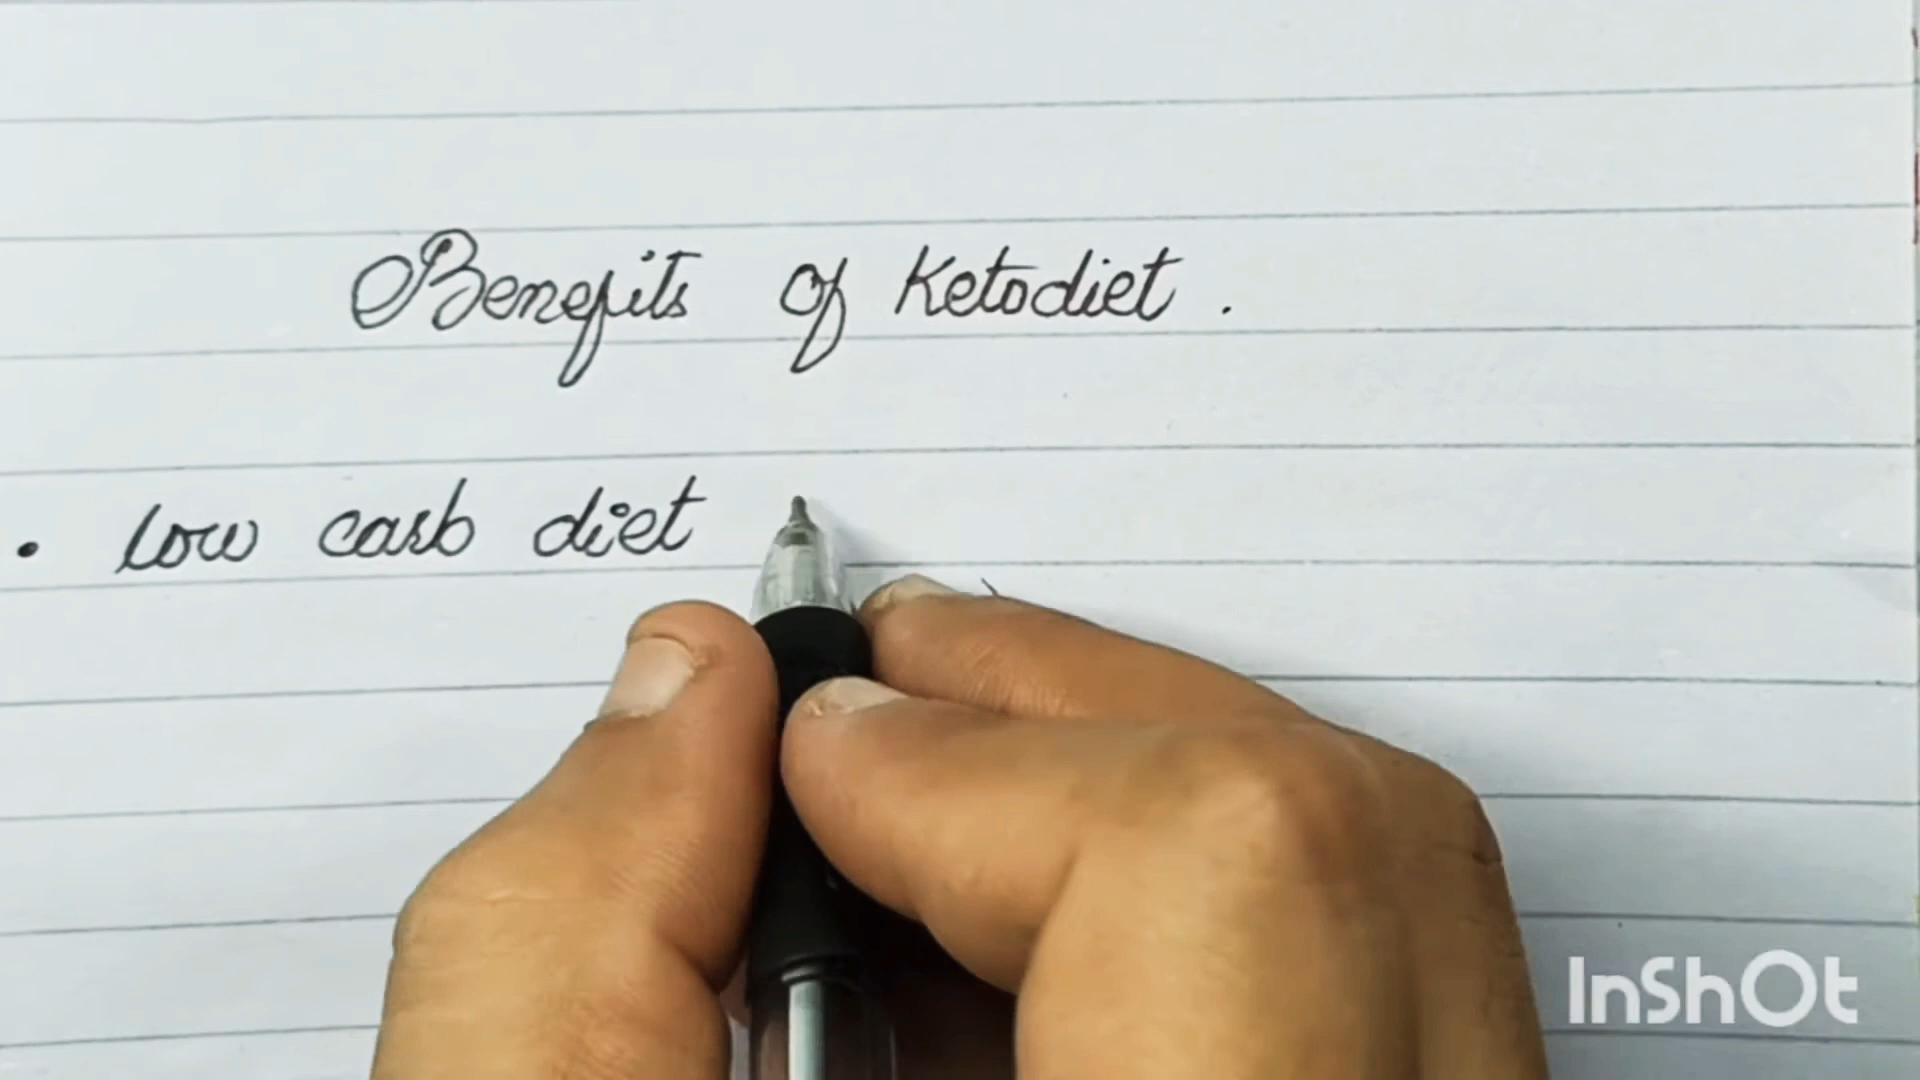 Benefits of Ketodiet .
• low carb diet
InShOt